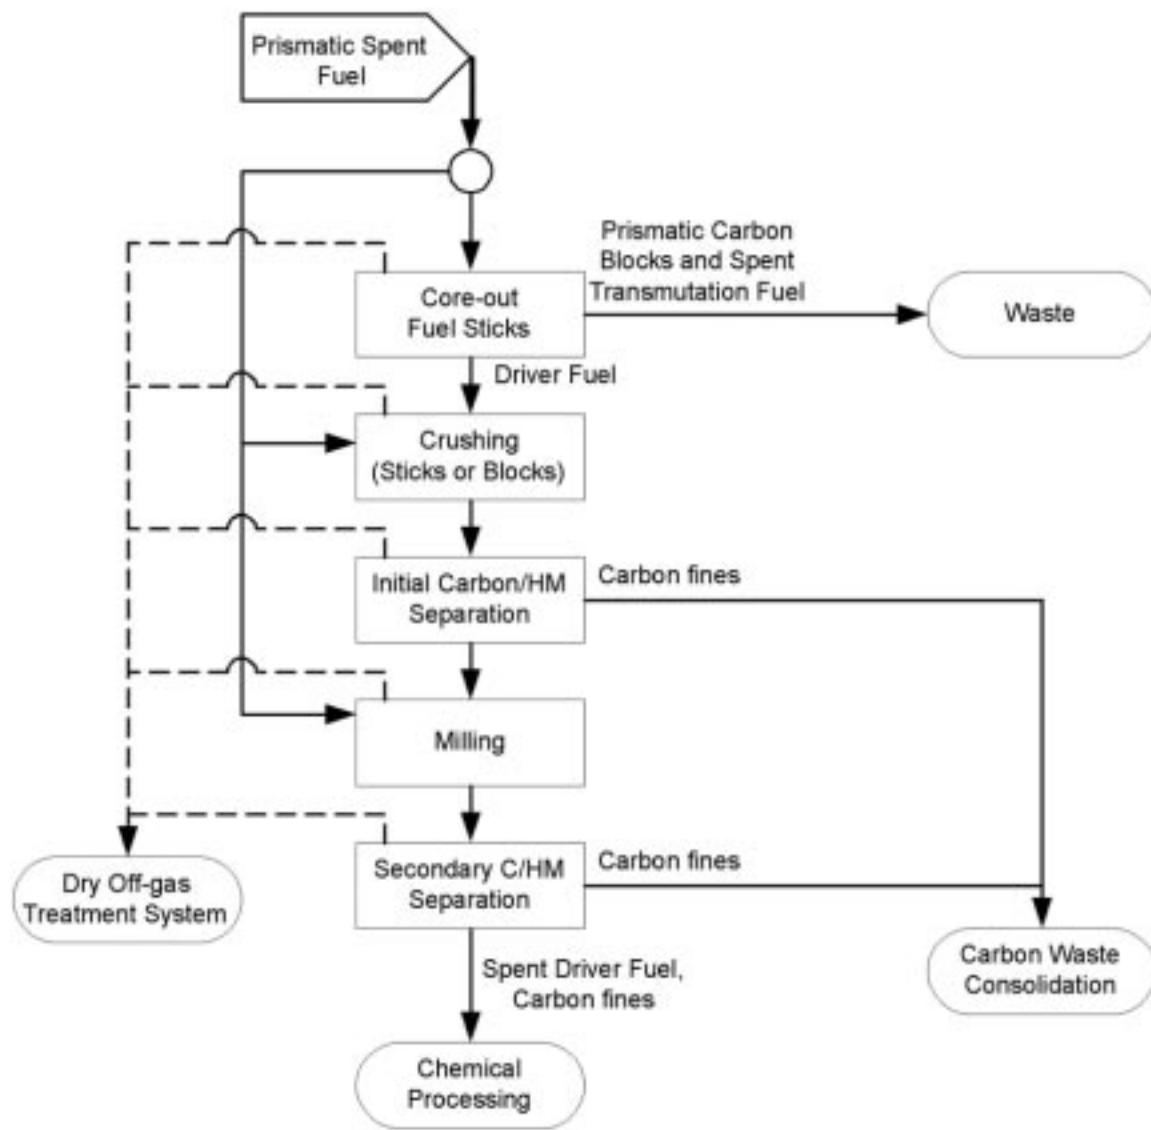 Prismatic Spent
Fuel
Prismatic Carbon
Blocks and Spent
Transmutation Fuel
Core-out
Fuel Sticks
Waste
Driver Fuel
Crushing
(Sticks or Blocks)
Initial Carbon/HM
Separation
Carbon fines
Milling
Secondary C/HM
Separation
Carbon fines
Dry Off-gas
Treatment System
Spent Driver Fuel,
Carbon fines
Carbon Waste
Consolidation
Chemical
Processing